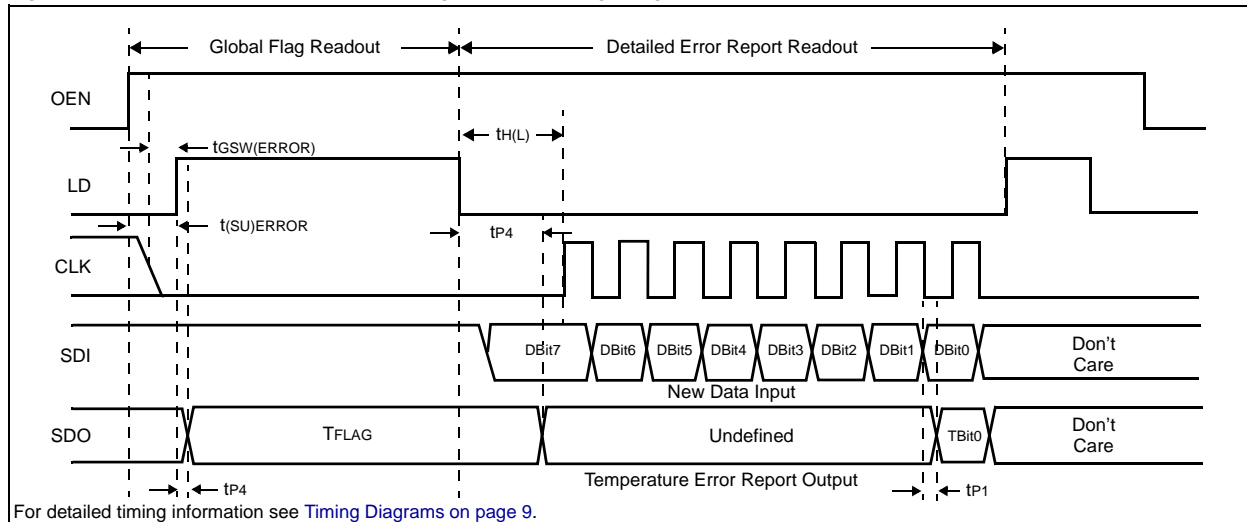 Global Flag Readout
Detailed Error Report Readout
OEN
tH(L)
tGSW(ERROR)
LD
t(SU)ERROR
tP4
CLK
SDI
DBit7
DBit6
DBit5
DBit4
DBit3
DBit2
DBit1
DBit0
Don't
Care
New Data Input
SDO
TFLAG
Undefined
TBit0
Don't
Care
Temperature Error Report Output
tP4
tP1
For detailed timing information see Timing Diagrams on page 9.